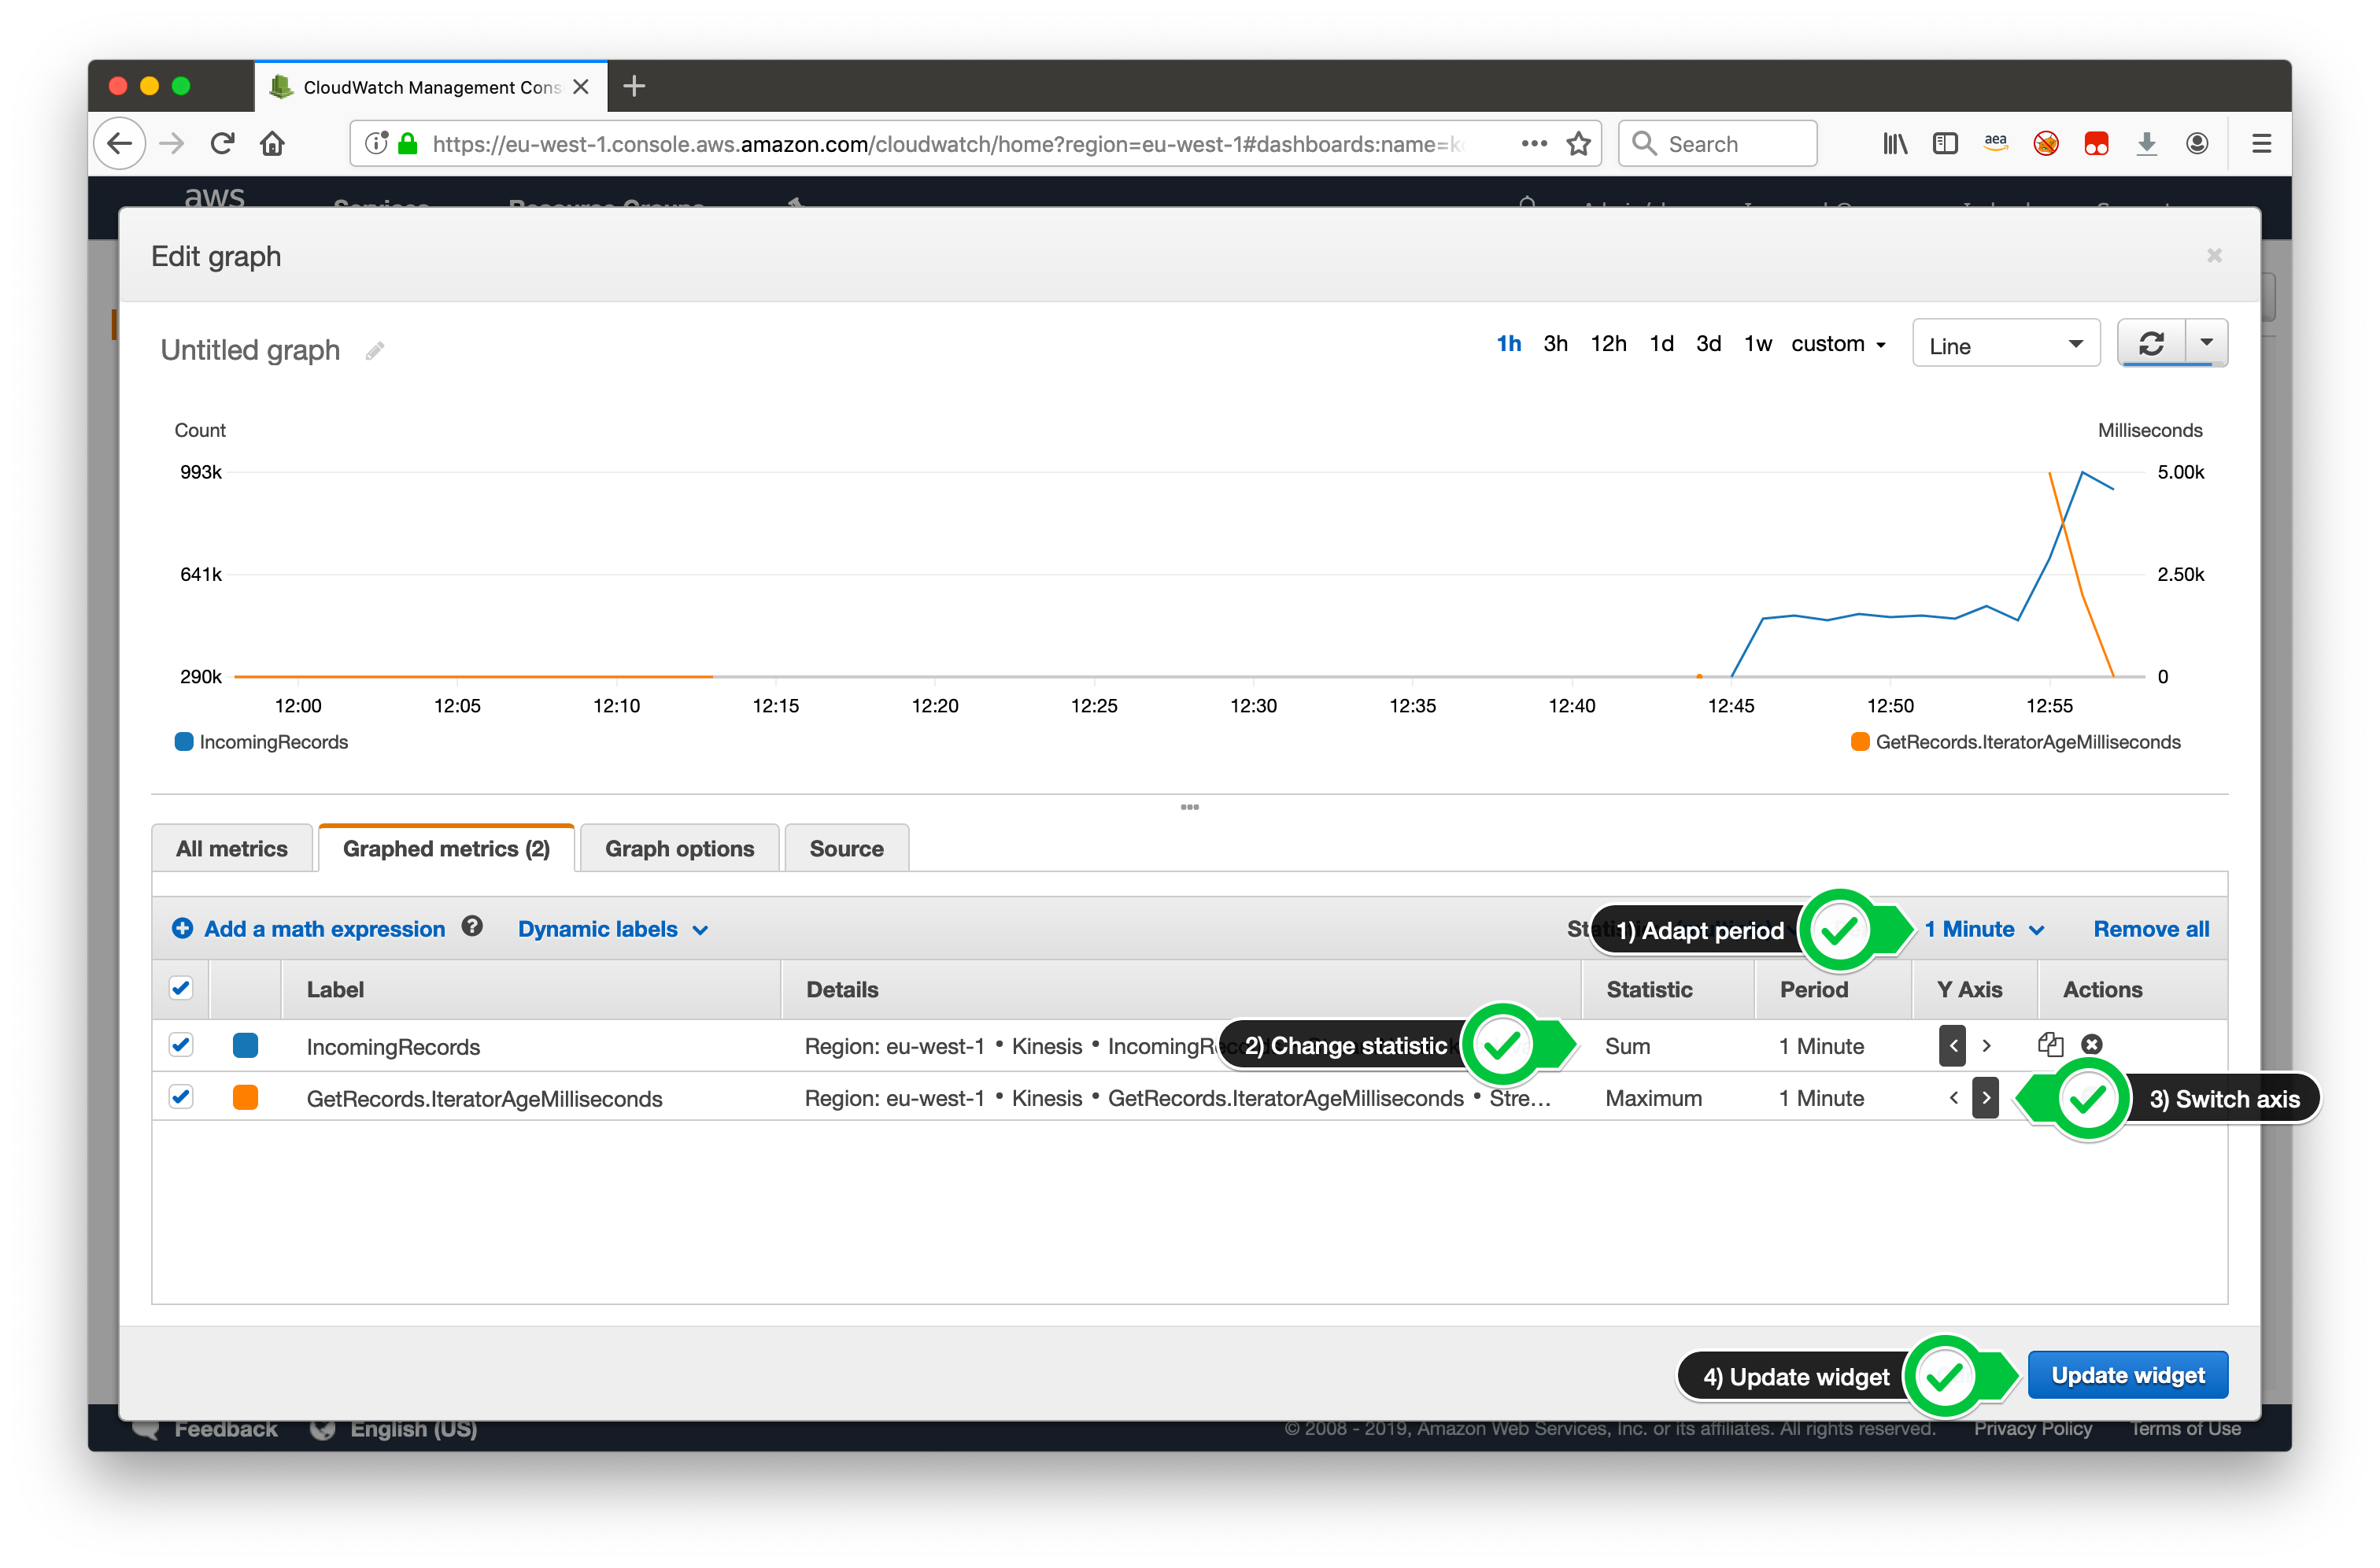 CloudWatch Management Cons
https://eu-west-1.console.aws.amazon.com/cloudwatch/home?region=eu-west-1#dashboards:name=k
Search
aea
aws
Services Resource Groups
Edit graph
Untitled graph
1h 3h 12h 1d 3d 1w custom
Line
Count
Milliseconds
993k
5.00k
641k
2.50k
290k
0
12:00 12:05 12:10 12:15 12:20 12:25 12:30 12:35 12:40 12:45 12:50 12:55
IncomingRecords
GetRecords.IteratorAgeMilliseconds
All metrics
Graphed metrics (2)
Graph options
Source
Add a math expression ? Dynamic labels
1) Adapt period
1 Minute
Remove all
Label Details Statistic Period Y Axis Actions
IncomingRecords Region: eu-west-1 • Kinesis • IncomingRe
2) Change statistic
Sum 1 Minute < >
GetRecords.IteratorAgeMilliseconds Region: eu-west-1 • Kinesis • GetRecords.IteratorAgeMilliseconds • Stre... Maximum 1 Minute < >
3) Switch axis
4) Update widget
Update widget
Feedback English (US)
© 2008 - 2019, Amazon Web Services, Inc. or its affiliates. All rights reserved. Privacy Policy Terms of Use